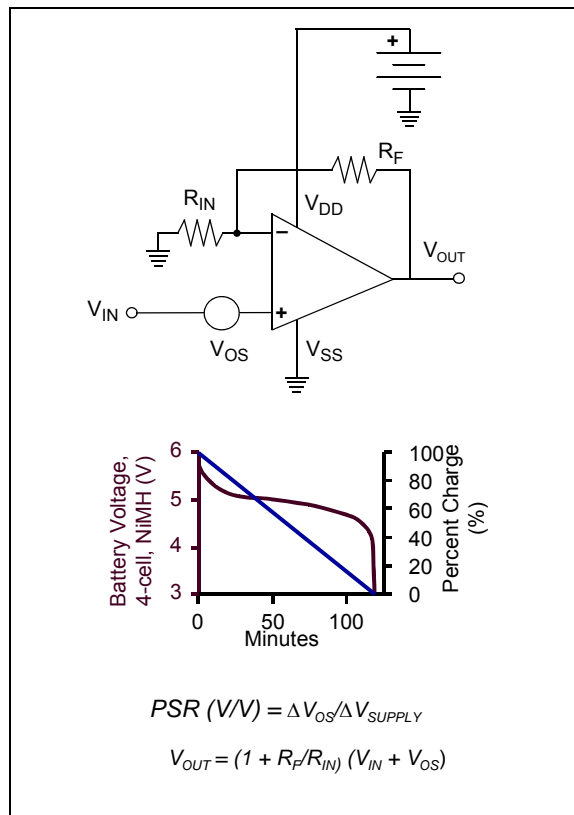 +
R_F
R_IN
V_DD
−
V_OUT
V_IN
+
V_OS
V_SS
Battery Voltage,
4-cell, NiMH (V)
6
5
4
3
100
80
60
40
20
0
Percent Charge
(%)
0 50 100
Minutes
PSR (V/V) = ΔV_OS/ΔV_SUPPLY
V_OUT = (1 + R_F/R_IN) (V_IN + V_OS)